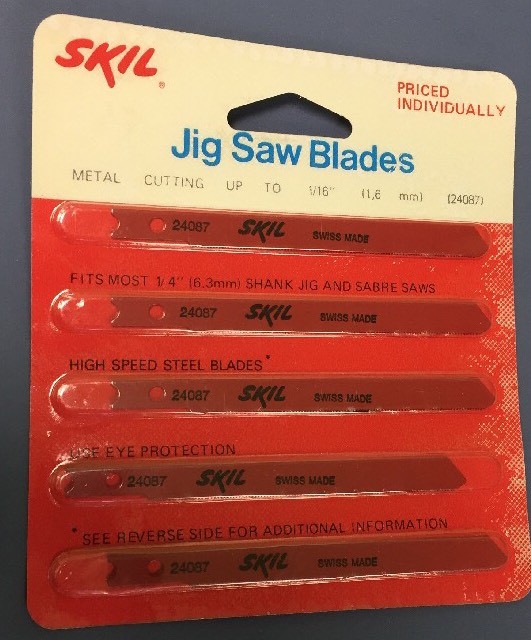 SKIL®
PRICED
INDIVIDUALLY
Jig Saw Blades
METAL CUTTING UP TO 1/16" (1,6 mm) (24087)
24087 SKIL SWISS MADE
FITS MOST 1/4" (6.3mm) SHANK JIG AND SABRE SAWS
24087 SKIL SWISS MADE
HIGH SPEED STEEL BLADES*
24087 SKIL SWISS MADE
USE EYE PROTECTION
24087 SKIL SWISS MADE
* SEE REVERSE SIDE FOR ADDITIONAL INFORMATION
24087 SKIL SWISS MADE